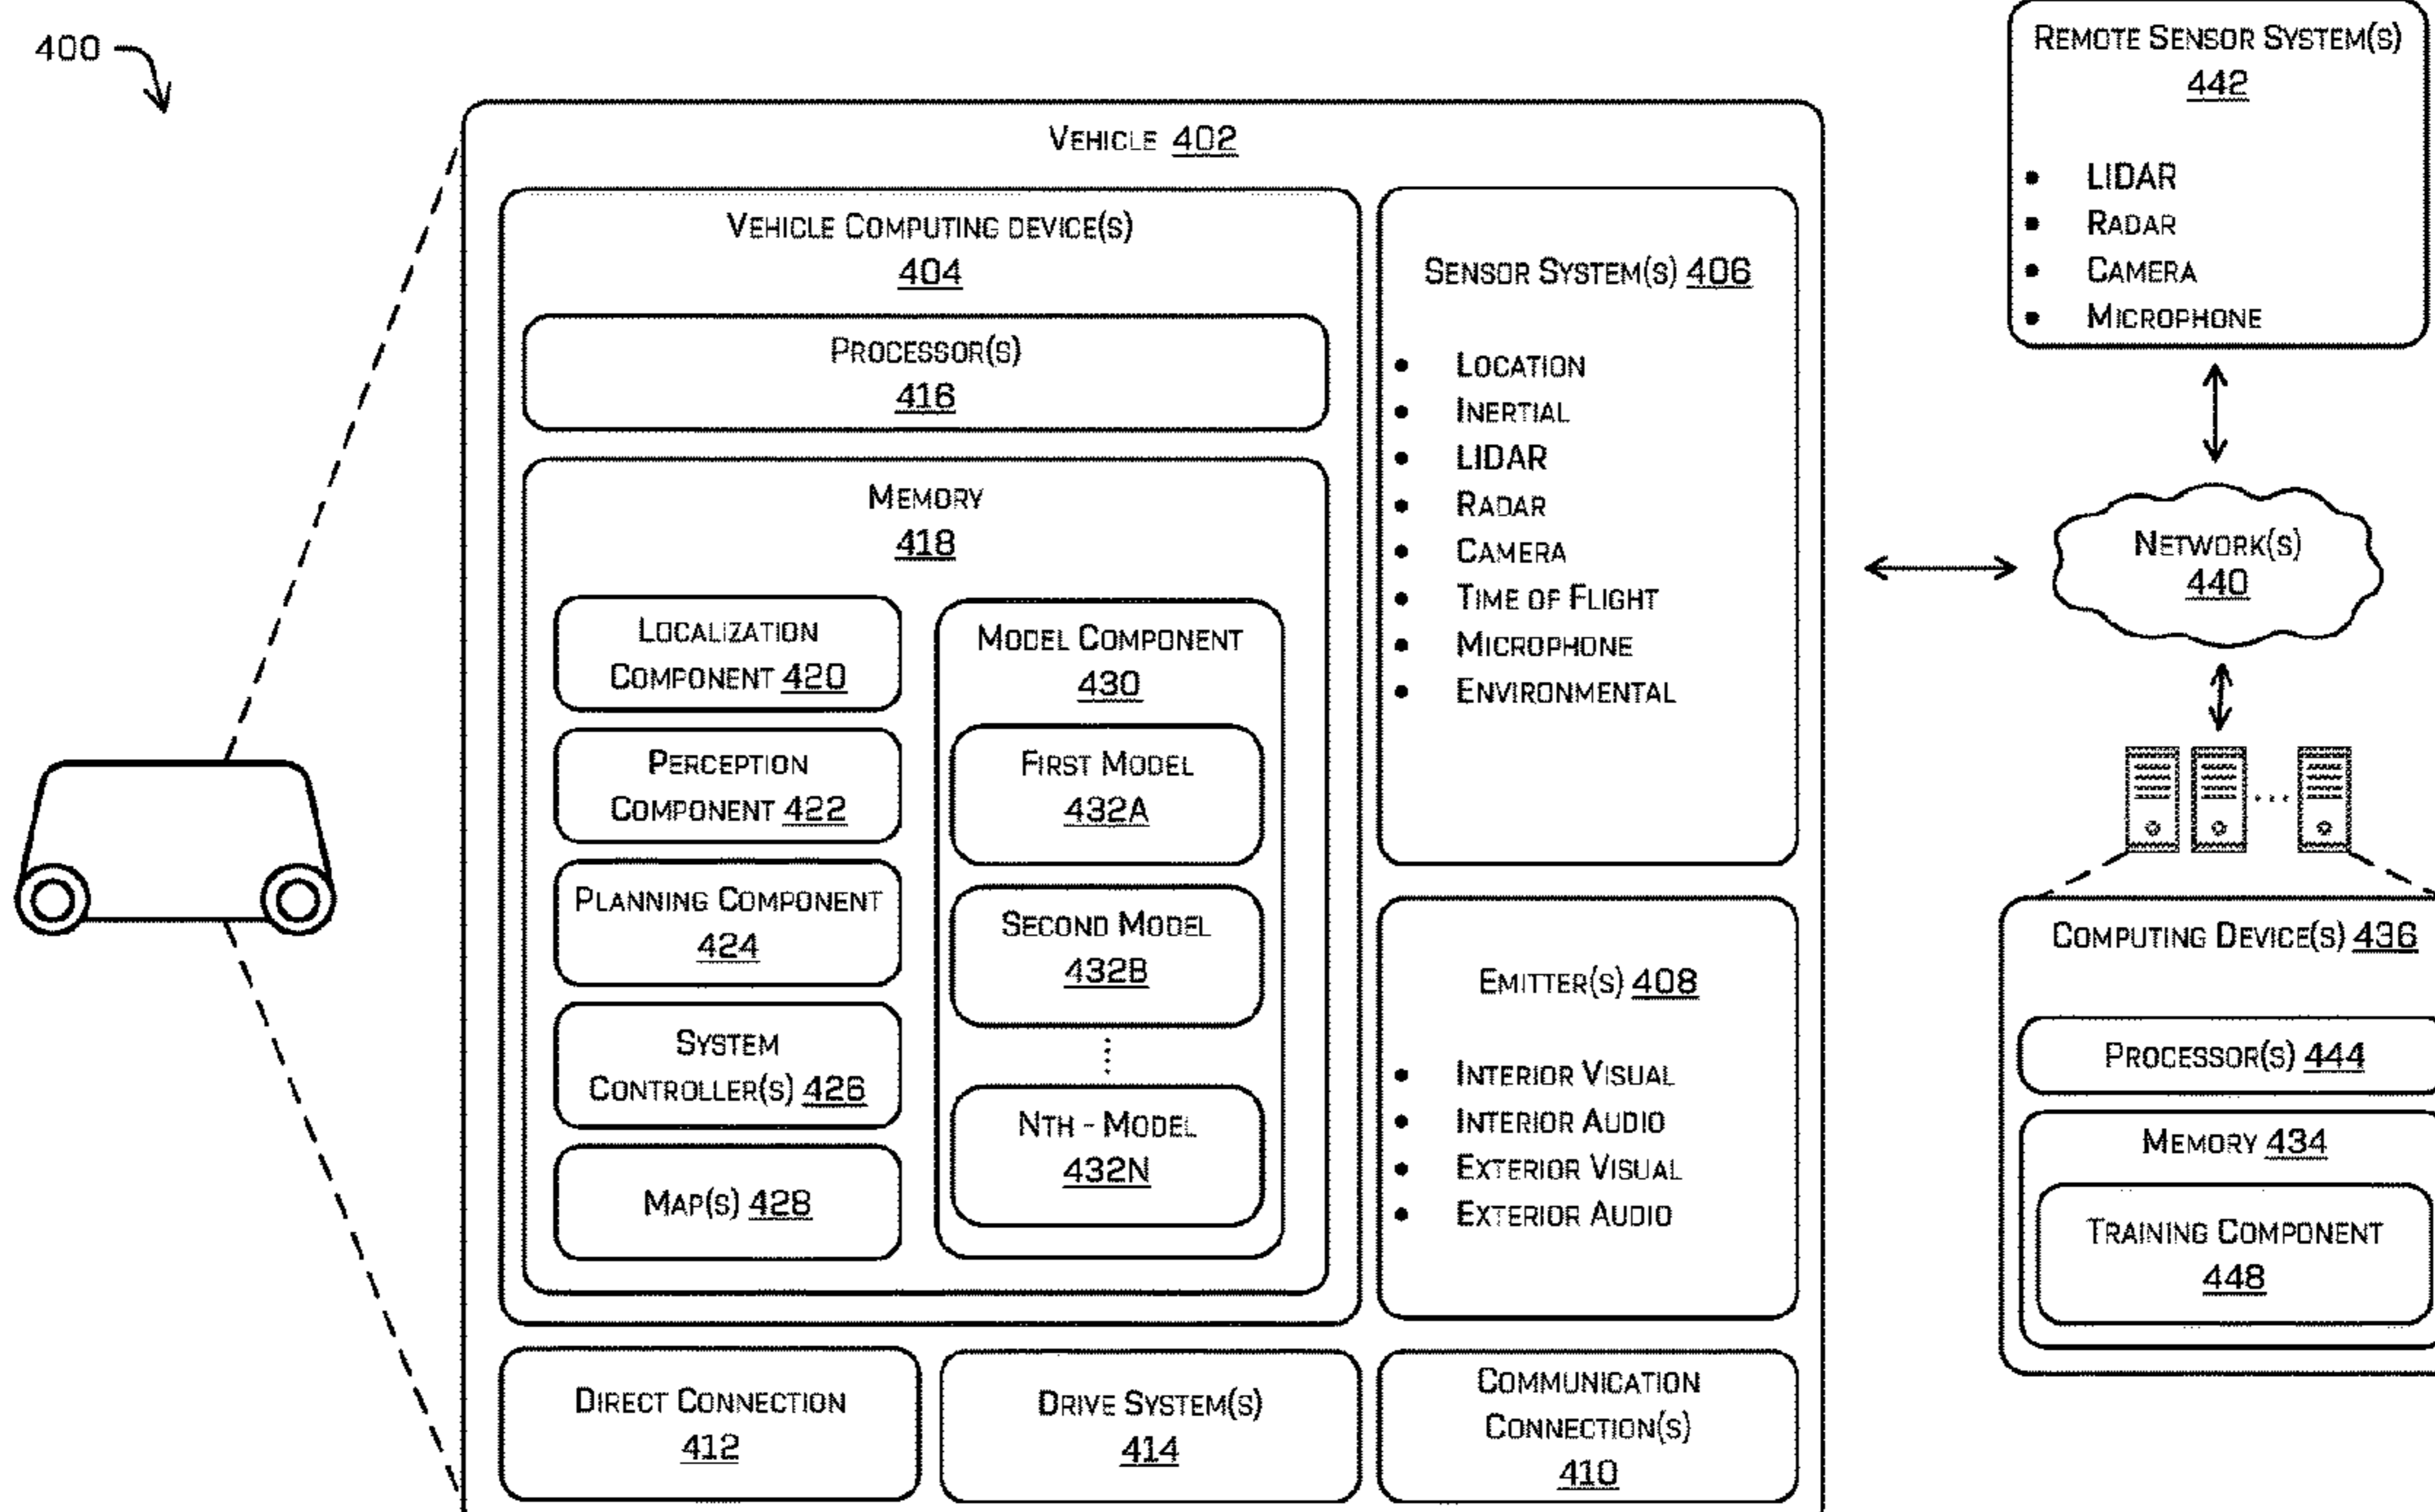 400
VEHICLE 402
VEHICLE COMPUTING DEVICE(S)
404
PROCESSOR(S)
416
MEMORY
418
LOCALIZATION
COMPONENT 420
PERCEPTION
COMPONENT 422
PLANNING COMPONENT
424
SYSTEM
CONTROLLER(S) 426
MAP(S) 428
MODEL COMPONENT
430
FIRST MODEL
432A
SECOND MODEL
432B
NTH - MODEL
432N
SENSOR SYSTEM(S) 406
• LOCATION
• INERTIAL
• LIDAR
• RADAR
• CAMERA
• TIME OF FLIGHT
• MICROPHONE
• ENVIRONMENTAL
EMITTER(S) 408
• INTERIOR VISUAL
• INTERIOR AUDIO
• EXTERIOR VISUAL
• EXTERIOR AUDIO
DIRECT CONNECTION
412
DRIVE SYSTEM(S)
414
COMMUNICATION
CONNECTION(S)
410
REMOTE SENSOR SYSTEM(S)
442
• LIDAR
• RADAR
• CAMERA
• MICROPHONE
NETWORK(S)
440
COMPUTING DEVICE(S) 436
PROCESSOR(S) 444
MEMORY 434
TRAINING COMPONENT
448